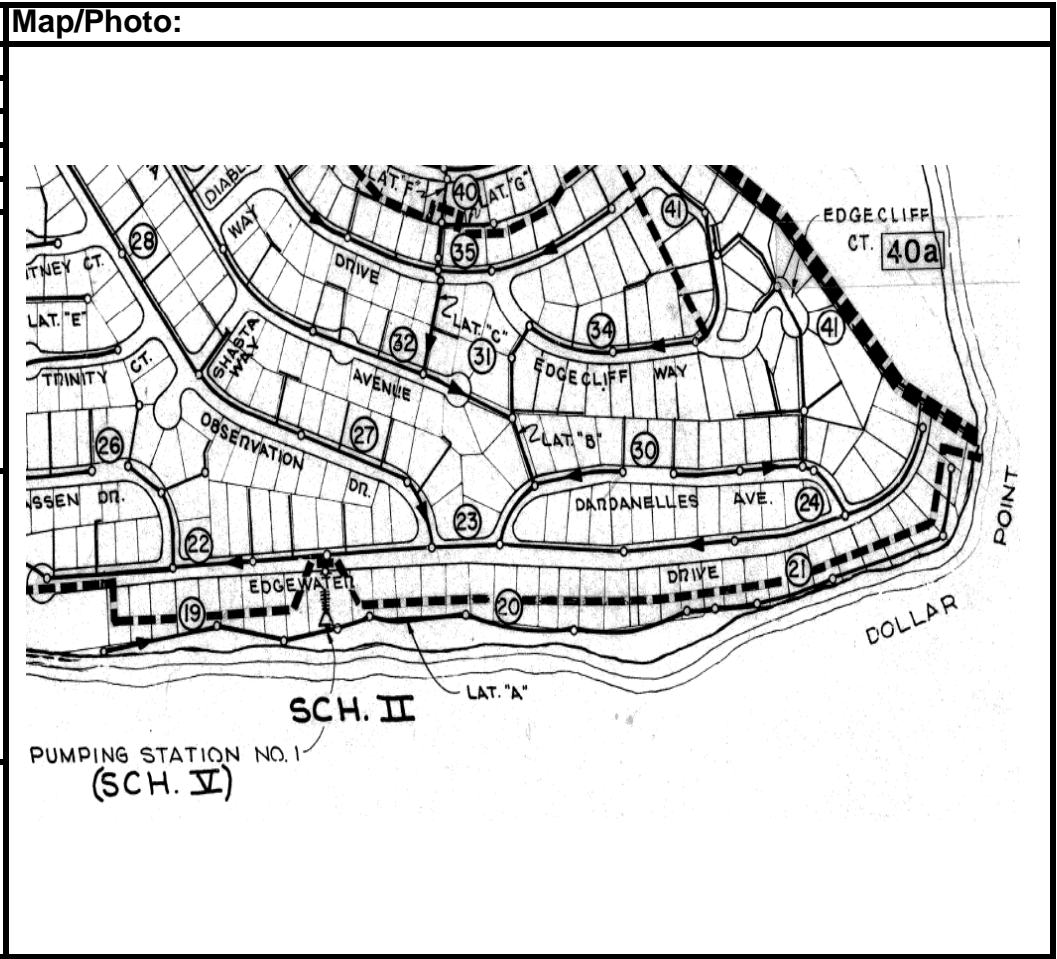 Map/Photo:
LAT. "F"
40
LAT. "G"
DIABLO
41
EDGECLIFF
CT.
40a
28
WAY
35
TNEY CT.
DRIVE
LAT. "E"
LAT. "C"
41
SHASTA
WAY
32
31
34
TRINITY CT.
AVENUE
EDGECLIFF WAY
OBSERVATION
DR.
26
27
LAT. "B"
30
SSEN DR.
DARDANELLES AVE.
24
23
POINT
22
EDGEWATER
DRIVE
21
19
20
DOLLAR
SCH. II
LAT. "A"
PUMPING STATION NO. 1
(SCH. V)